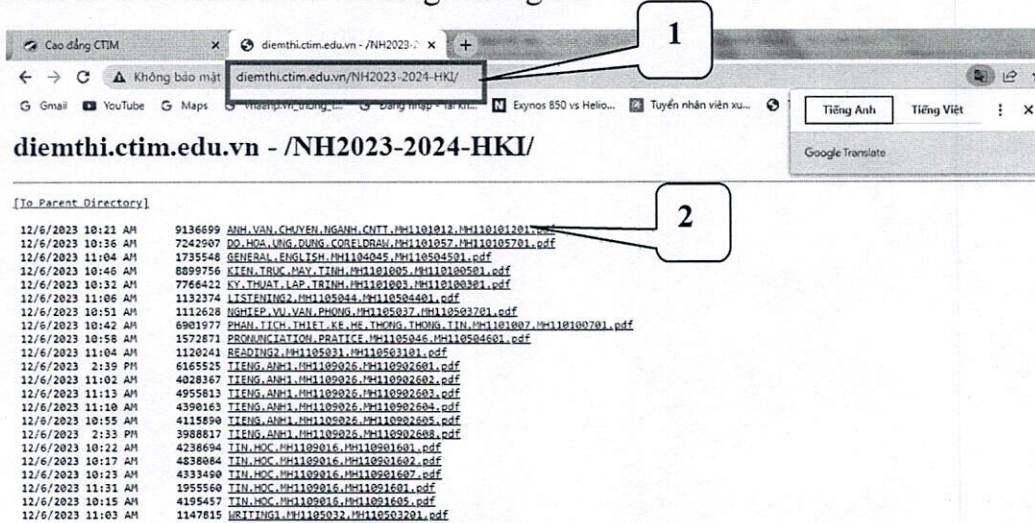 1
Cao đẳng CTIM
diemthi.ctim.edu.vn - /NH2023-2
Không bảo mật
diemthi.ctim.edu.vn/NH2023-2024-HKI/
Gmail YouTube Maps Exynos 850 vs Helio... Tuyển nhân viên xu...
Tiếng Anh Tiếng Việt
Google Translate
diemthi.ctim.edu.vn - /NH2023-2024-HKI/
[To Parent Directory]
2
12/6/2023 10:21 AM 9136699 ANH.VAN.CHUYEN.NGANH.CNTT.MH1101012.MH110101201.pdf
12/6/2023 10:36 AM 7242907 DO.HOA.UNG.DUNG.CORELDRAW.MH1101057.MH110105701.pdf
12/6/2023 11:04 AM 1735548 GENERAL.ENGLISH.MH1104045.MH110504501.pdf
12/6/2023 10:46 AM 8899756 KIEN.TRUC.MAY.TINH.MH1101005.MH110100501.pdf
12/6/2023 10:32 AM 7766422 KY.THUAT.LAP.TRINH.MH1101003.MH110100301.pdf
12/6/2023 11:06 AM 1132374 LISTENING2.MH1105044.MH110504401.pdf
12/6/2023 10:51 AM 1112628 NGHIEP.VU.VAN.PHONG.MH1105037.MH110503701.pdf
12/6/2023 10:42 AM 6901977 PHAN.TICH.THIET.KE.HE.THONG.THONG.TIN.MH1101007.MH110100701.pdf
12/6/2023 10:58 AM 1572871 PRONUNCIATION.PRATICE.MH1105046.MH110504601.pdf
12/6/2023 11:04 AM 1120241 READING2.MH1105031.MH110503101.pdf
12/6/2023 2:39 PM 6165525 TIENG.ANH1.MH1109026.MH110902601.pdf
12/6/2023 11:02 AM 4028367 TIENG.ANH1.MH1109026.MH110902602.pdf
12/6/2023 11:13 AM 4955813 TIENG.ANH1.MH1109026.MH110902603.pdf
12/6/2023 11:10 AM 4390163 TIENG.ANH1.MH1109026.MH110902604.pdf
12/6/2023 10:55 AM 4115890 TIENG.ANH1.MH1109026.MH110902605.pdf
12/6/2023 2:33 PM 3988817 TIENG.ANH1.MH1109026.MH110902608.pdf
12/6/2023 10:22 AM 4238694 TIN.HOC.MH1109016.MH110901601.pdf
12/6/2023 10:17 AM 4838084 TIN.HOC.MH1109016.MH110901602.pdf
12/6/2023 10:23 AM 4333490 TIN.HOC.MH1109016.MH110901607.pdf
12/6/2023 11:31 AM 1955560 TIN.HOC.MH1109016.MH11091601.pdf
12/6/2023 10:15 AM 4195457 TIN.HOC.MH1109016.MH11091605.pdf
12/6/2023 11:03 AM 1147815 WRITING1.MH1105032.MH110503201.pdf